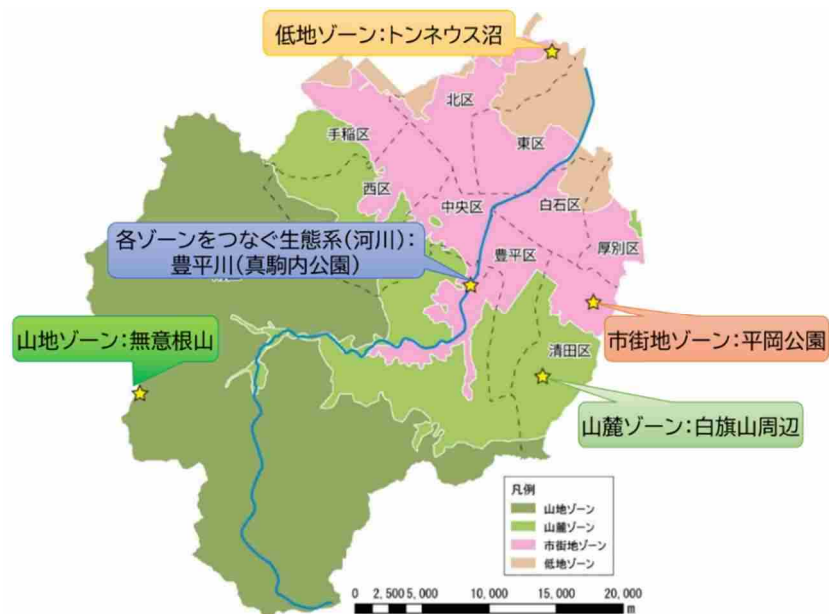 低地ゾーン：トンネウス沼
北区
手稲区
東区
西区
中央区
白石区
各ゾーンをつなぐ生態系(河川)：
豊平川(真駒内公園)
豊平区
厚別区
山地ゾーン：無意根山
市街地ゾーン：平岡公園
清田区
山麓ゾーン：白旗山周辺
凡例
山地ゾーン
山麓ゾーン
市街地ゾーン
低地ゾーン
0 2,500 5,000 10,000 15,000 20,000
m